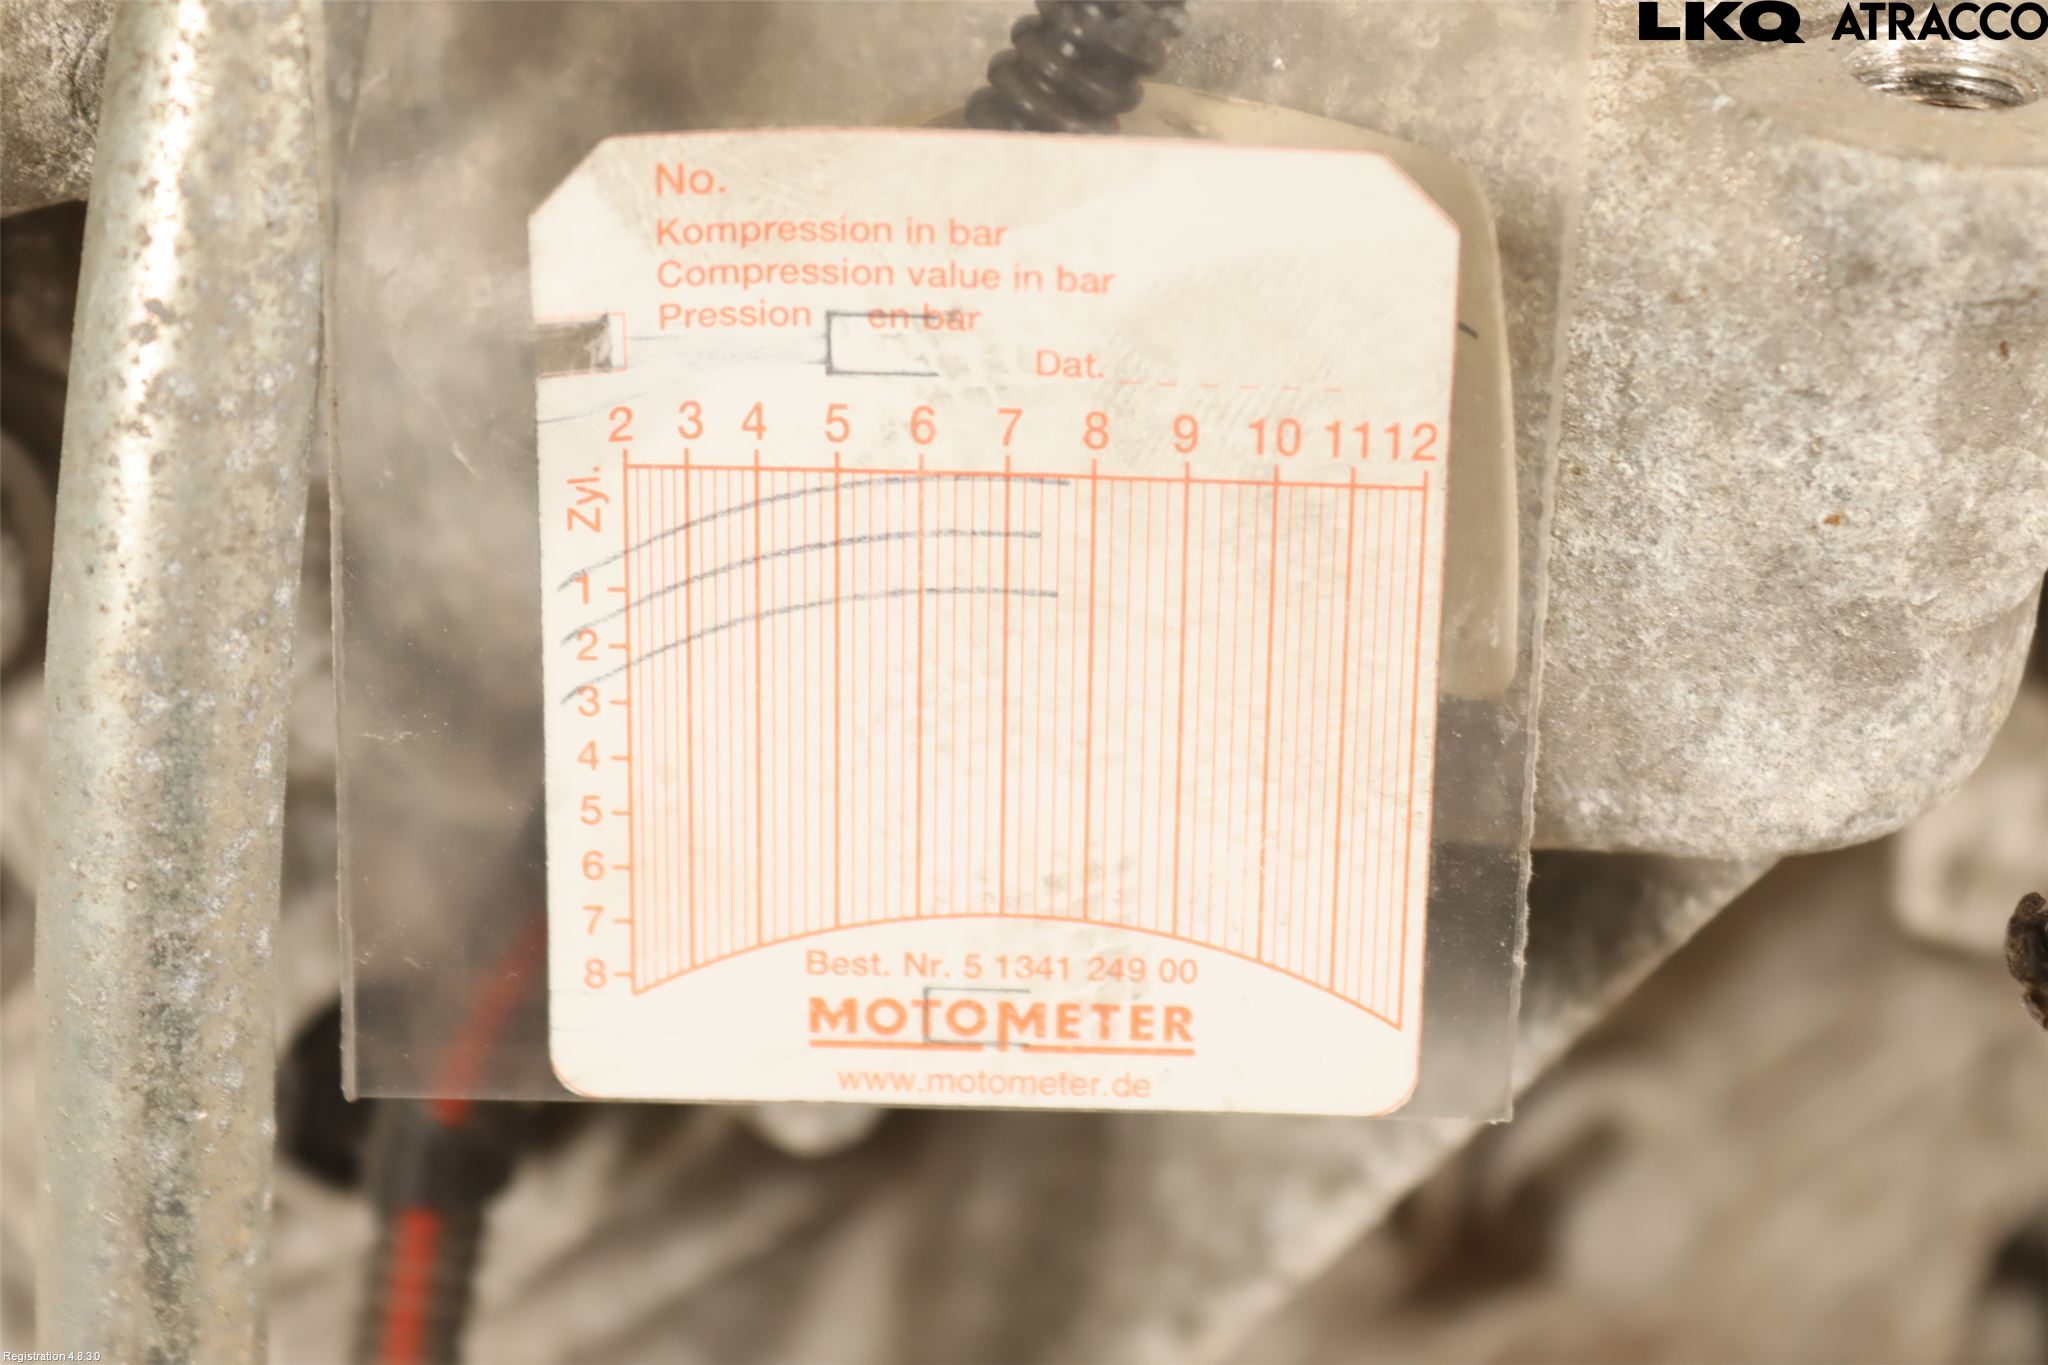 LKQ ATRACCO
No.
Kompression in bar
Compression value in bar
Pression en bar
Dat.
2 3 4 5 6 7 8 9 10 11 12
Zyl.
1
2
3
4
5
6
7
8
Best. Nr. 5 1341 249 00
MOTOMETER
www.motometer.de
Registration 4.8.3.0